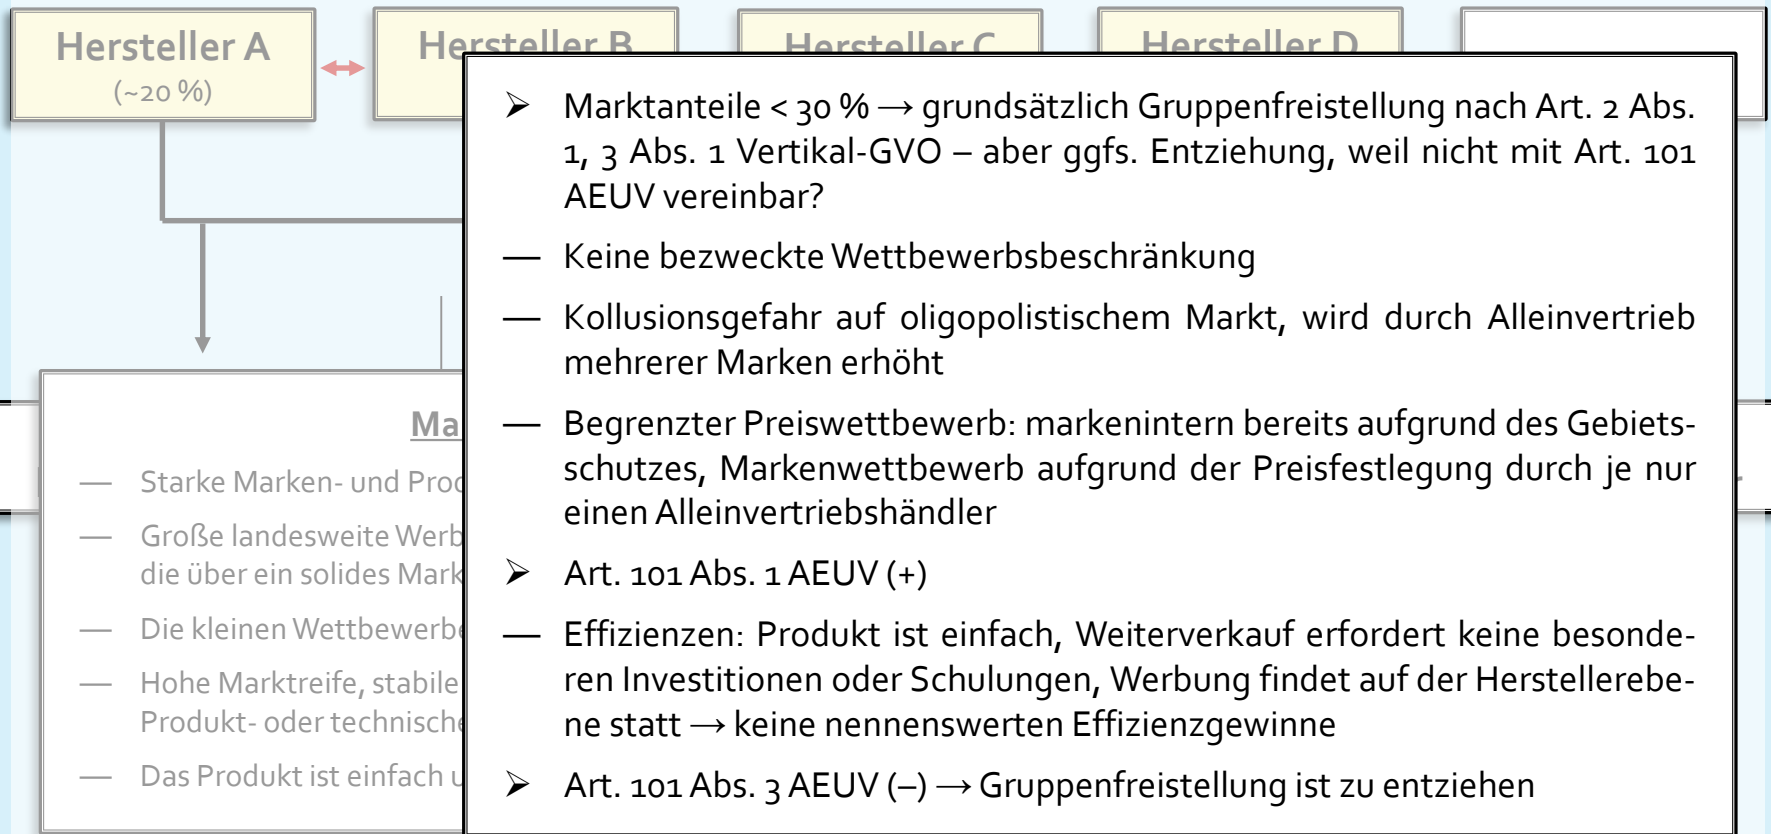 Hersteller A
(~20 %)
Hersteller B
Hersteller C
Hersteller D
➢ Marktanteile < 30 % → grundsätzlich Gruppenfreistellung nach Art. 2 Abs.
1, 3 Abs. 1 Vertikal-GVO – aber ggfs. Entziehung, weil nicht mit Art. 101
AEUV vereinbar?
— Keine bezweckte Wettbewerbsbeschränkung
— Kollusionsgefahr auf oligopolistischem Markt, wird durch Alleinvertrieb
mehrerer Marken erhöht
— Begrenzter Preiswettbewerb: markenintern bereits aufgrund des Gebiets-
schutzes, Markenwettbewerb aufgrund der Preisfestlegung durch je nur
einen Alleinvertriebshändler
➢ Art. 101 Abs. 1 AEUV (+)
— Effizienzen: Produkt ist einfach, Weiterverkauf erfordert keine besonde-
ren Investitionen oder Schulungen, Werbung findet auf der Herstellerebe-
ne statt → keine nennenswerten Effizienzgewinne
➢ Art. 101 Abs. 3 AEUV (–) → Gruppenfreistellung ist zu entziehen
— Starke Marken- und
— Große landesweite
die über ein solides
— Die kleinen
— Hohe Marktreife, stabile
Produkt- oder
— Das Produkt ist einfach